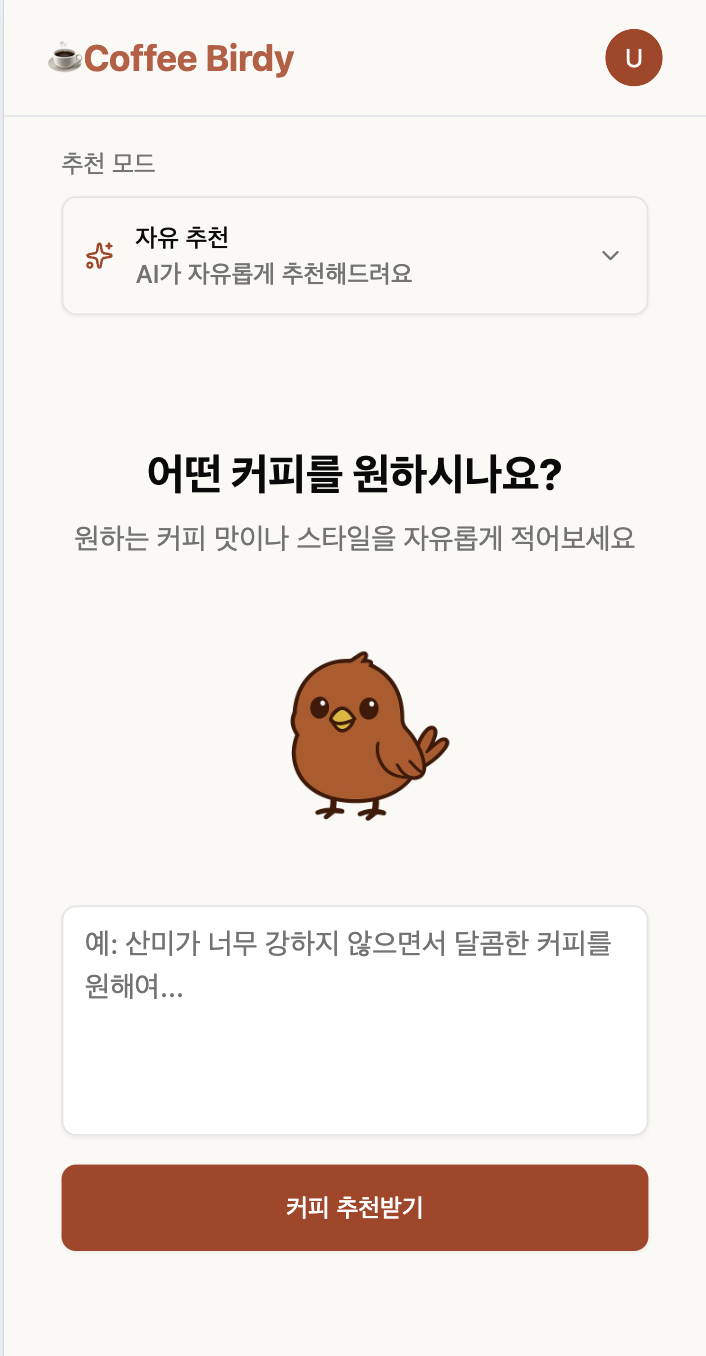 Coffee Birdy
U
추천 모드
자유 추천
AI가 자유롭게 추천해드려요
어떤 커피를 원하시나요?
원하는 커피 맛이나 스타일을 자유롭게 적어보세요
예: 산미가 너무 강하지 않으면서 달콤한 커피를
원해여...
커피 추천받기